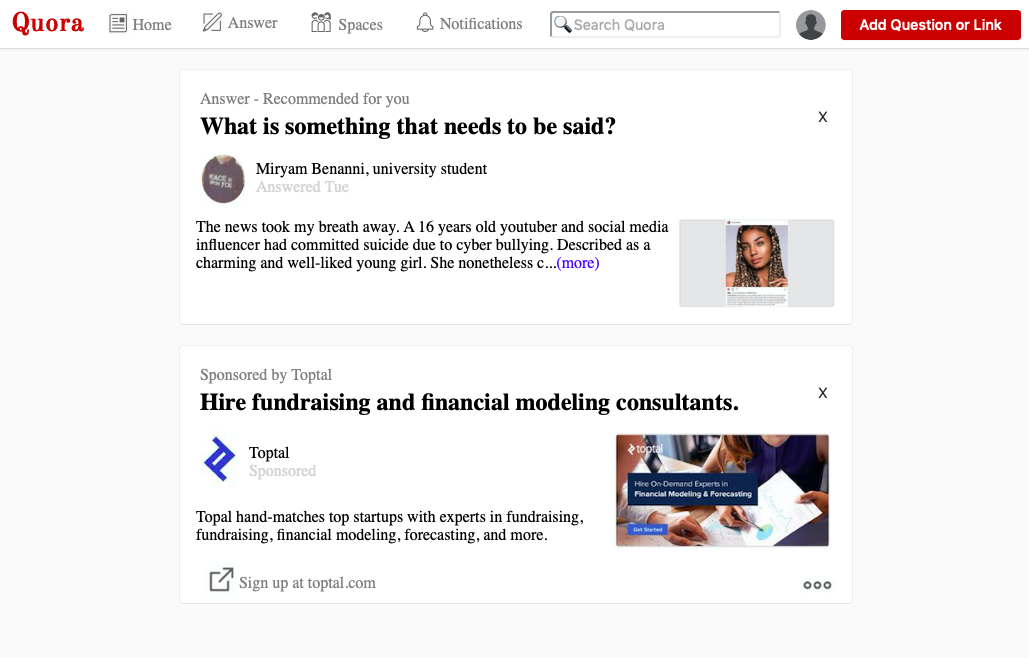 Quora
Home
Answer
Spaces
Notifications
Search Quora
Add Question or Link
Answer - Recommended for you
X
What is something that needs to be said?
Miryam Benanni, university student
Answered Tue
The news took my breath away. A 16 years old youtuber and social media
influencer had committed suicide due to cyber bullying. Described as a
charming and well-liked young girl. She nonetheless c...(more)
Sponsored by Toptal
X
Hire fundraising and financial modeling consultants.
Toptal
Sponsored
toptal
Hire On-Demand Experts in
Financial Modeling & Forecasting
Get Started
Topal hand-matches top startups with experts in fundraising,
fundraising, financial modeling, forecasting, and more.
Sign up at toptal.com